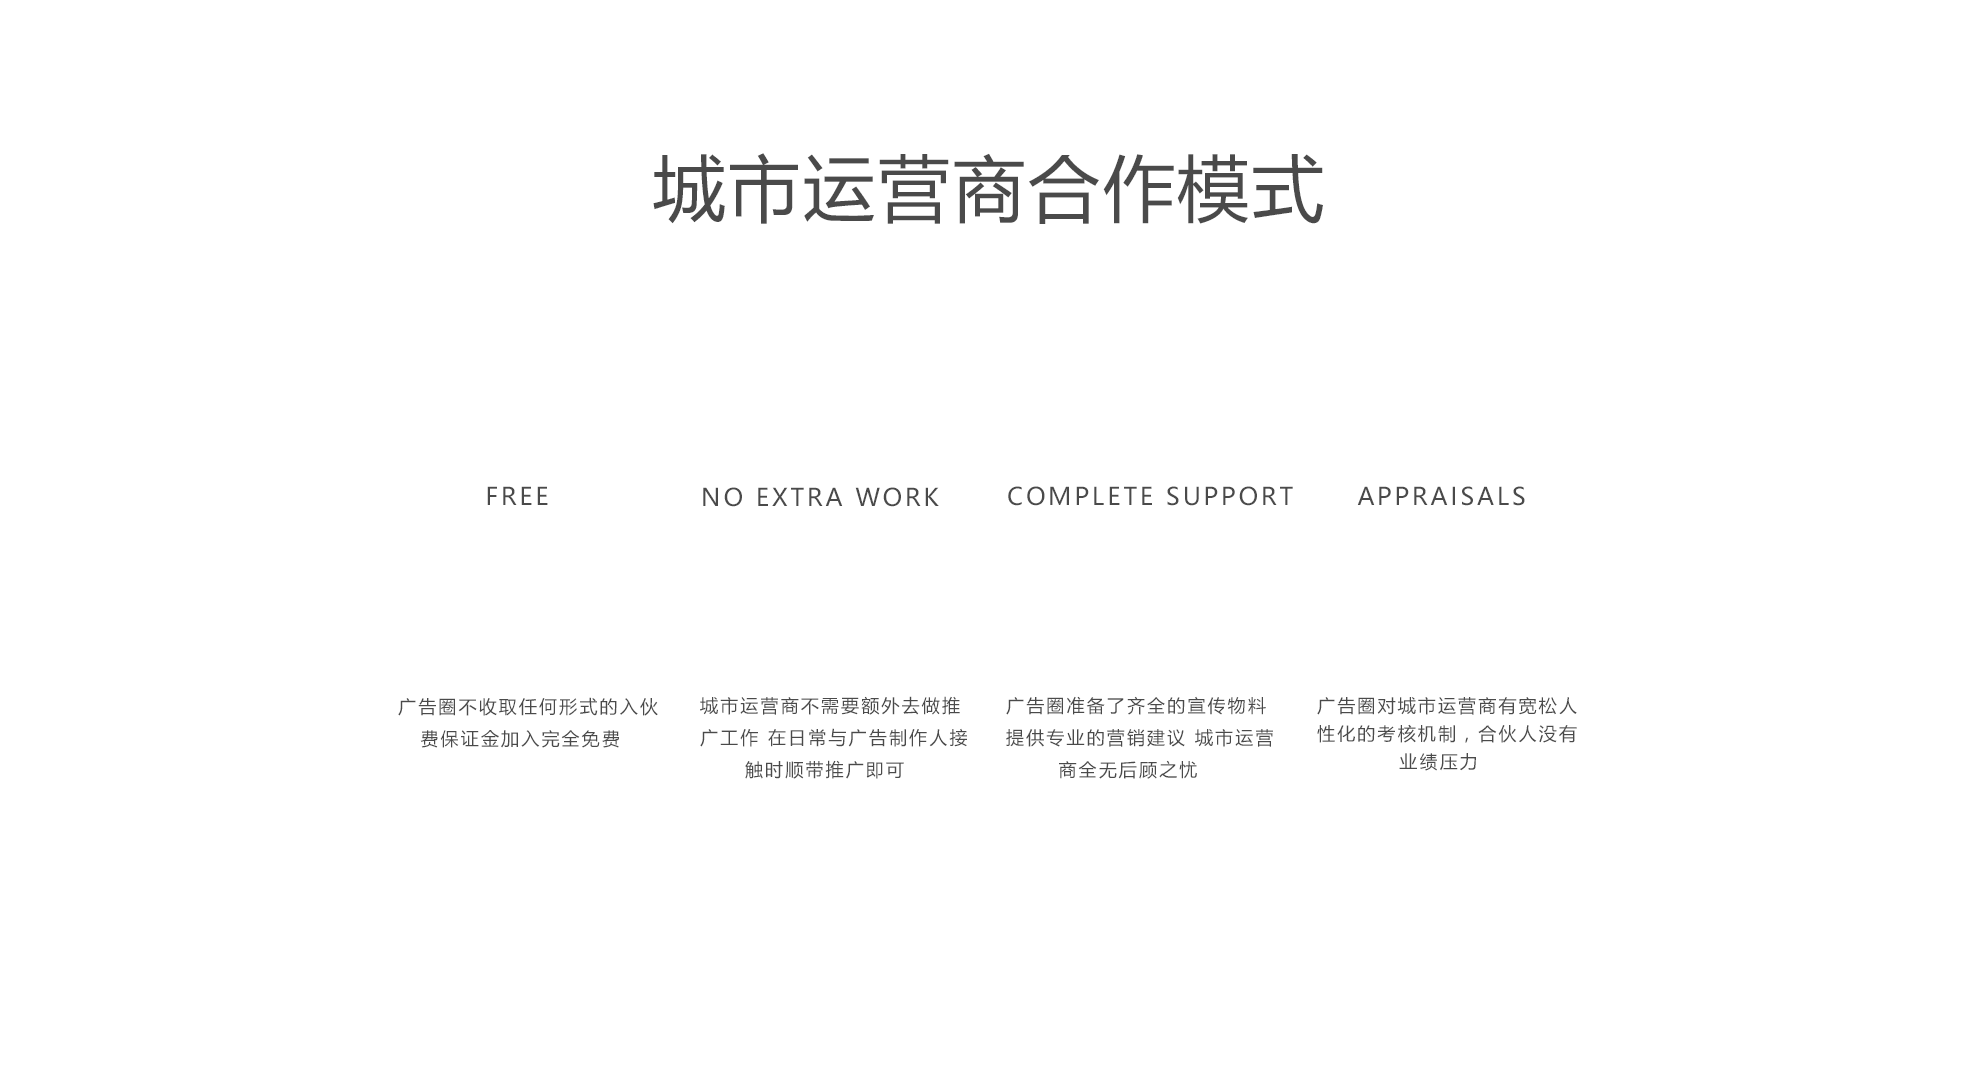 城市运营商合作模式
FREE
NO EXTRA WORK
COMPLETE SUPPORT
APPRAISALS
广告圈不收取任何形式的入伙
费保证金加入完全免费
城市运营商不需要额外去做推
广工作 在日常与广告制作人接
触时顺带推广即可
广告圈准备了齐全的宣传物料
提供专业的营销建议 城市运营
商全无后顾之忧
广告圈对城市运营商有宽松人
性化的考核机制，合伙人没有
业绩压力